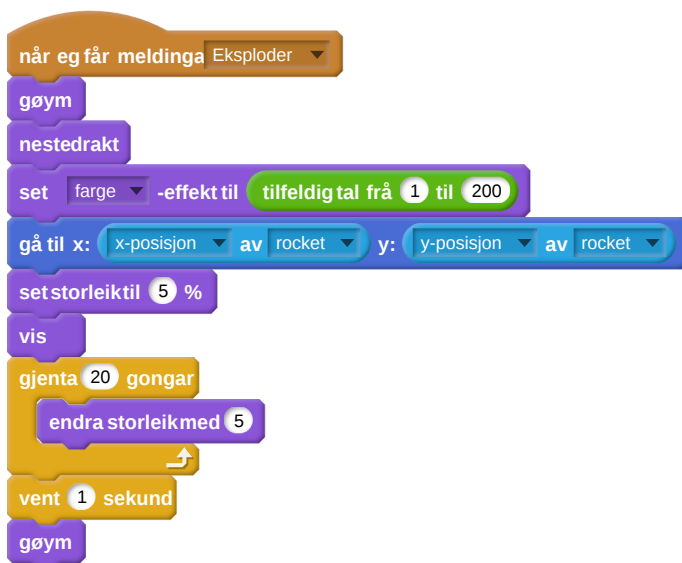 når eg får meldinga Eksploder
gøym
nestedrakt
set farge -effekt til tilfeldig tal frå 1 til 200
gå til x: x-posisjon av rocket y: y-posisjon av rocket
set storleik til 5 %
vis
gjenta 20 gongar
endra storleik med 5
vent 1 sekund
gøym